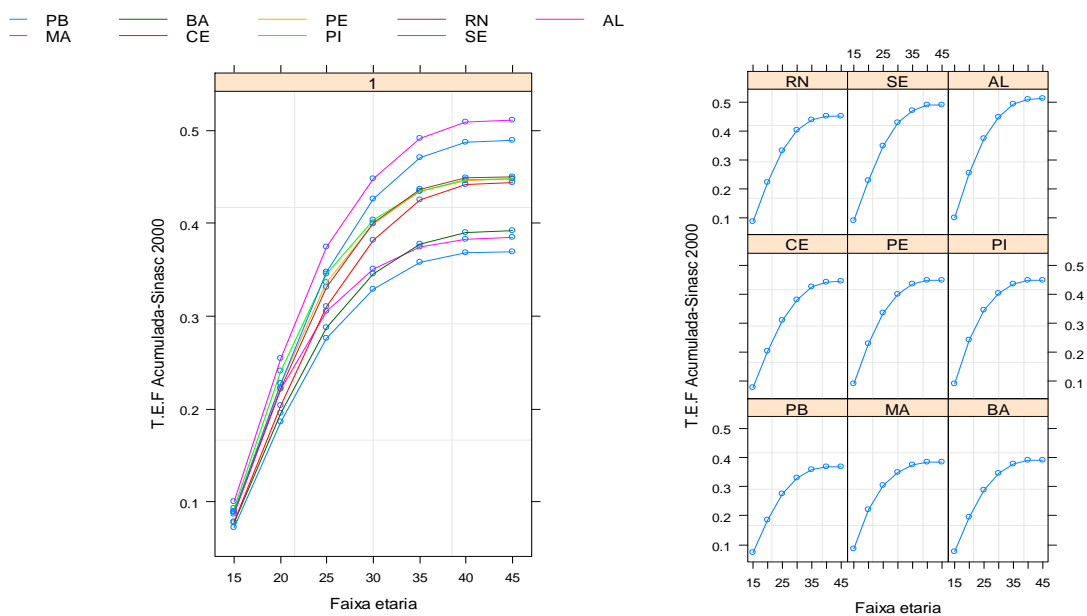 PB BA PE RN AL
MA CE PI SE
1
0.5
0.4
0.3
0.2
0.1
T.E.F Acumulada-Sinasc 2000
15 20 25 30 35 40 45
Faixa etaria
15 25 35 45
RN SE AL
0.5
0.4
0.3
0.2
0.1
CE PE PI
0.5
0.4
0.3
0.2
0.1
PB MA BA
0.5
0.4
0.3
0.2
0.1
T.E.F Acumulada-Sinasc 2000
15 25 35 45 15 25 35 45
Faixa etaria